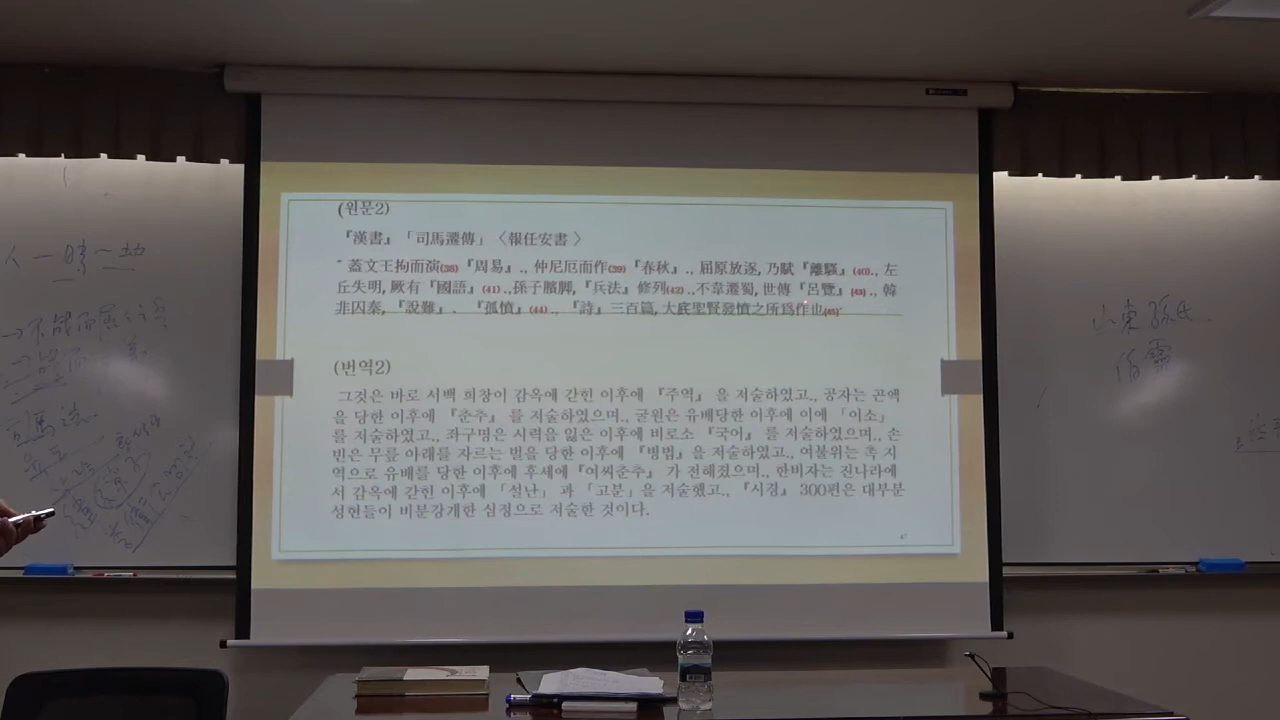 (원문2)
『漢書』「司馬遷傳」〈報任安書 〉
蓋文王拘而演(38)『周易』., 仲尼厄而作(39)『春秋』., 屈原放逐, 乃賦『離騷』(40)., 左
丘失明, 厥有『國語』(41)., 孫子臏脚, 『兵法』修列(42)., 不韋遷蜀, 世傳『呂覽』(43)., 韓
非囚秦, 『說難』、『孤憤』(44)., 『詩』三百篇, 大底聖賢發憤之所爲作也(45)
(번역2)
그것은 바로 서백 희창이 감옥에 갇힌 이후에 『주역』 을 저술하였고., 공자는 곤액
을 당한 이후에 『춘추』 를 저술하였으며., 굴원은 유배당한 이후에 이에 「이소」
를 저술하였고., 좌구명은 시력을 잃은 이후에 비로소 『국어』 를 저술하였으며., 손
빈은 무릎 아래를 자르는 벌을 당한 이후에 『병법』을 저술하였고., 여불위는 촉 지
역으로 유배를 당한 이후에 후세에『여씨춘추』 가 전해졌으며., 한비자는 진나라에
서 감옥에 갇힌 이후에 「설난」 과 「고분」을 저술했고., 『시경』 300편은 대부분
성현들이 비분강개한 심정으로 저술한 것이다.
47
山東孫氏
伯靈
司馬法